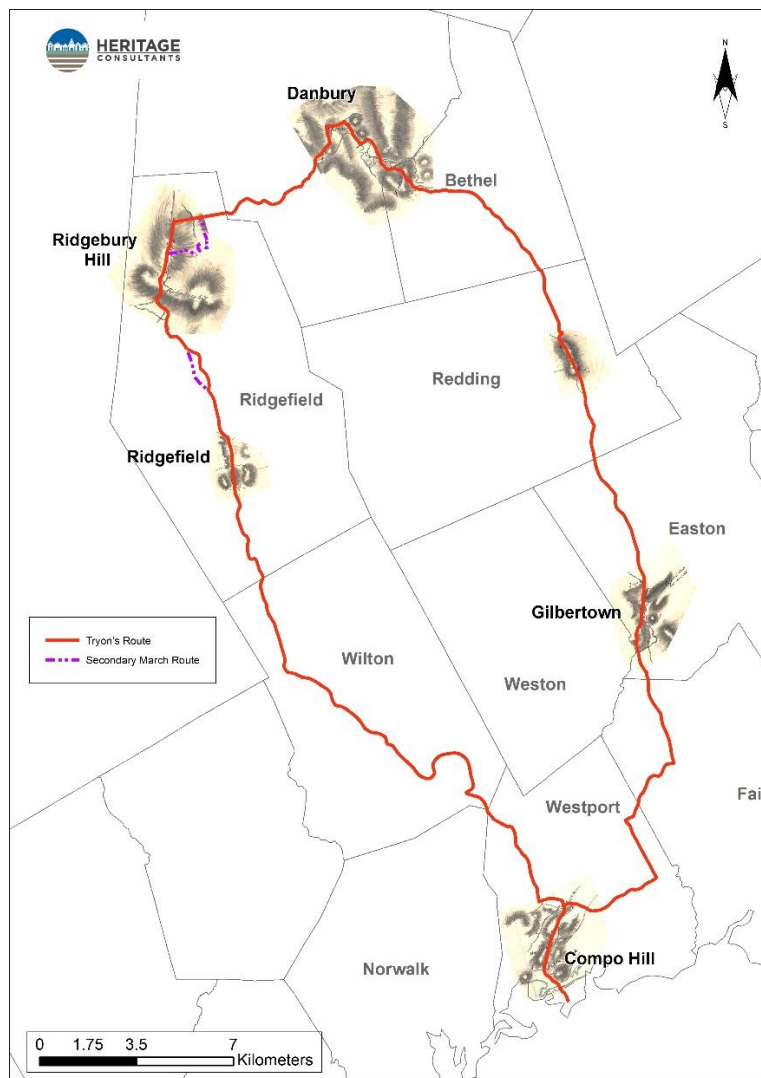 HERITAGE
CONSULTANTS
N
S
Danbury
Bethel
Ridgebury
Hill
Redding
Ridgefield
Ridgefield
Easton
Gilbertown
Tryon's Route
Secondary March Route
Wilton
Weston
Westport
Fai
Compo Hill
Norwalk
0 1.75 3.5 7
Kilometers